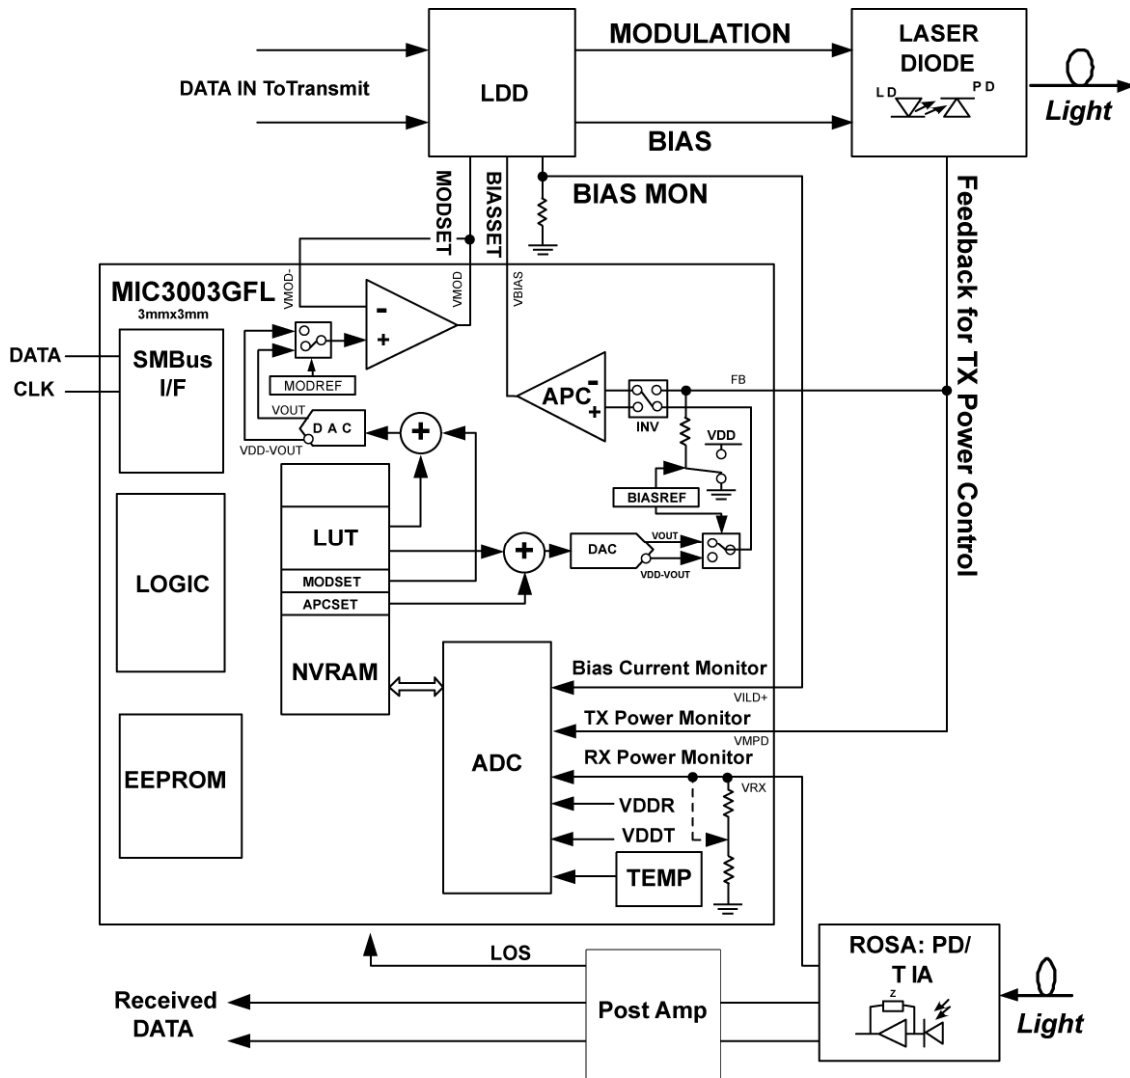 MODULATION
LASER
DIODE
LDD
DATA IN ToTransmit
L D
P D
Light
BIAS
MODSET
BIASSET
BIAS MON
Feedback for TX Power Control
MIC3003GFL
3mmx3mm
VMOD-
VMOD
VBIAS
DATA
CLK
SMBus
I/F
-
+
MODREF
APC
-
+
INV
FB
VDD
VOUT
D A C
VDD-VOUT
+
BIASREF
LUT
+
DAC
VOUT
VDD-VOUT
LOGIC
MODSET
APCSET
NVRAM
Bias Current Monitor
VILD+
TX Power Monitor
VMPD
ADC
RX Power Monitor
VRX
EEPROM
VDDR
VDDT
TEMP
LOS
ROSA: PD/
T IA
Z
Received
DATA
Post Amp
Light